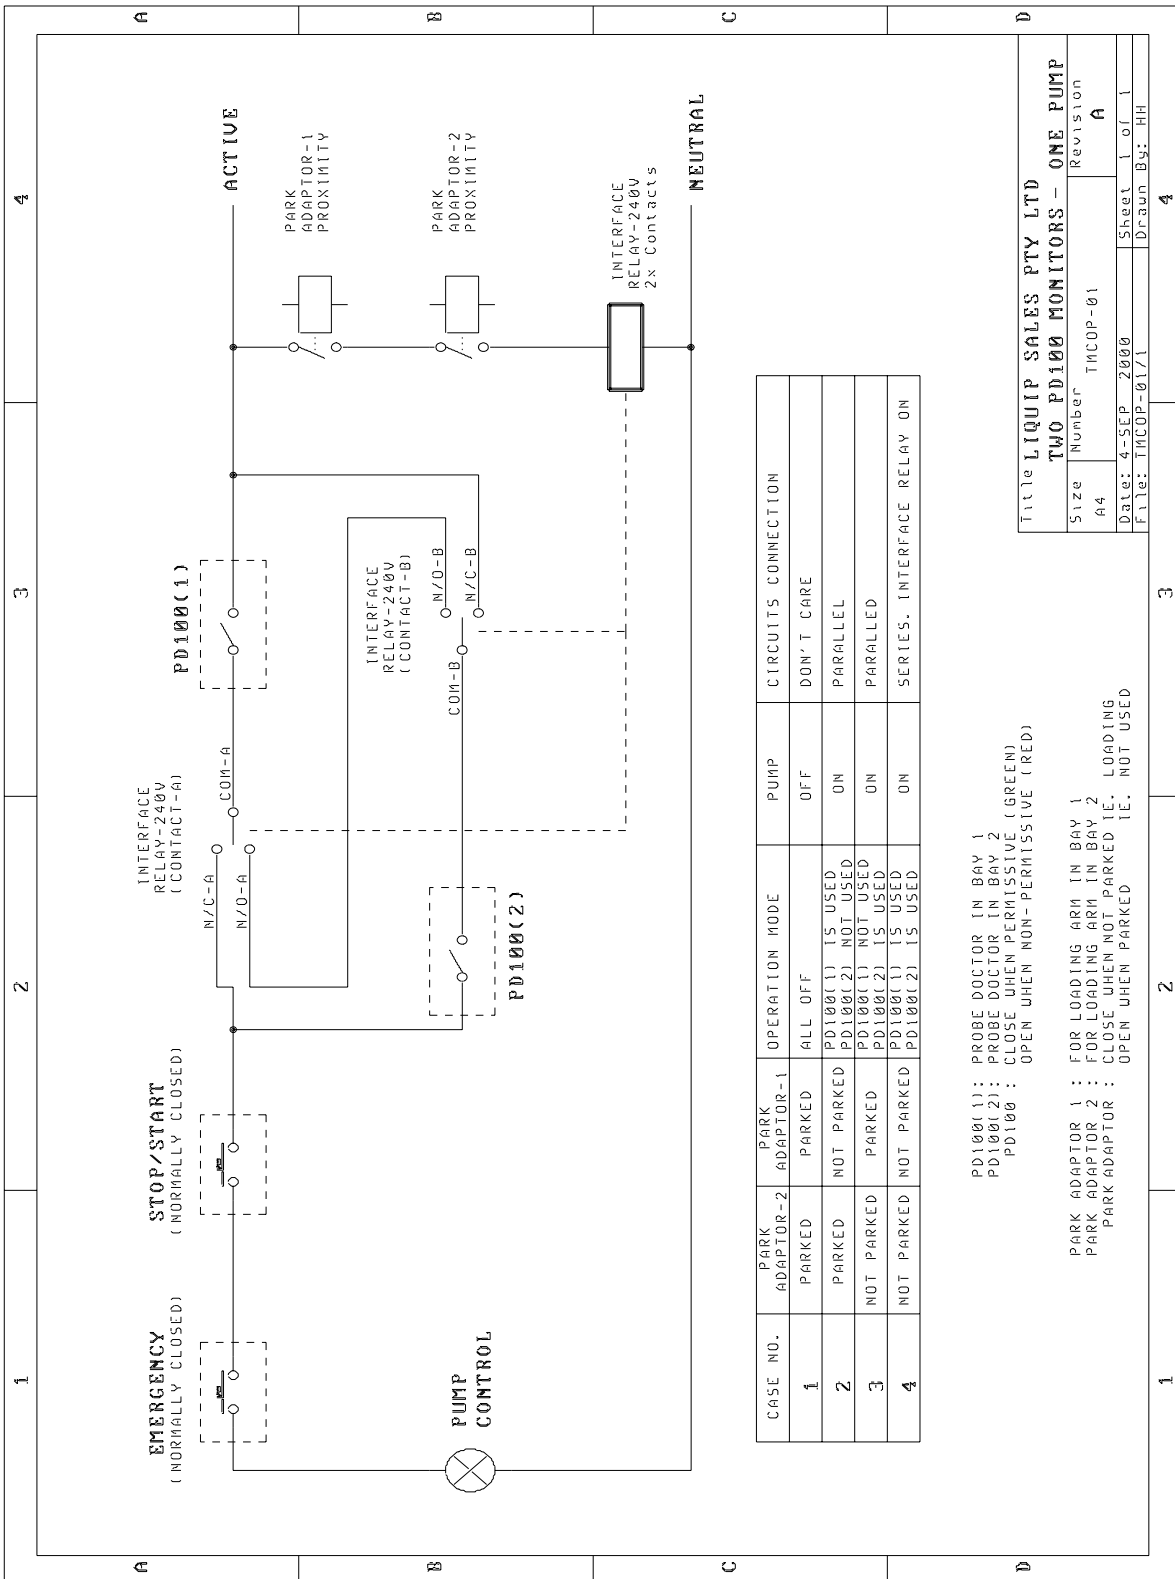 1
2
3
4
A
B
C
D
EMERGENCY
(NORMALLY CLOSED)
STOP/START
(NORMALLY CLOSED)
INTERFACE
RELAY-240V
(CONTACT-A)
N/C-A
N/O-A
COM-A
PD100(1)
ACTIVE
PARK
ADAPTOR-1
PROXIMITY
PARK
ADAPTOR-2
PROXIMITY
INTERFACE
RELAY-240V
(CONTACT-B)
N/O-B
N/C-B
COM-B
PD100(2)
PUMP
CONTROL
INTERFACE
RELAY-240V
2x Contacts
NEUTRAL
CASE NO. PARK ADAPTOR-2 PARK ADAPTOR-1 OPERATION MODE PUMP CIRCUITS CONNECTION
1 PARKED PARKED ALL OFF OFF DON'T CARE
2 PARKED NOT PARKED PD100(1) IS USED PD100(2) NOT USED ON PARALLEL
3 NOT PARKED PARKED PD100(1) NOT USED PD100(2) IS USED ON PARALLED
4 NOT PARKED NOT PARKED PD100(1) IS USED PD100(2) IS USED ON SERIES. INTERFACE RELAY ON
PD100(1): PROBE DOCTOR IN BAY 1
PD100(2): PROBE DOCTOR IN BAY 2
PD100 : CLOSE WHEN PERMISSIVE (GREEN)
OPEN WHEN NON-PERMISSIVE (RED)
PARK ADAPTOR 1 : FOR LOADING ARM IN BAY 1
PARK ADAPTOR 2 : FOR LOADING ARM IN BAY 2
PARK ADAPTOR : CLOSE WHEN NOT PARKED IE. LOADING
OPEN WHEN PARKED IE. NOT USED
Title LIQUIP SALES PTY LTD
TWO PD100 MONITORS - ONE PUMP
Size Number Revision
A4 TMCOP-01 A
Date: 4-SEP 2000 Sheet 1 of 1
File: TMCOP-01/1 Drawn By: HH
A
B
C
D
1
2
3
4